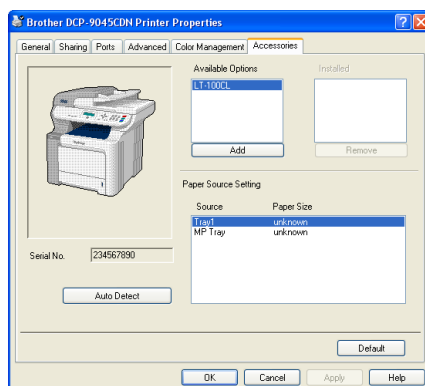 Brother DCP-9045CDN Printer Properties
General Sharing Ports Advanced Color Management Accessories
Available Options Installed
LT-100CL
Add Remove
Paper Source Setting
Source Paper Size
Tray1 unknown
MP Tray unknown
Serial No. 234567890
Auto Detect
Default
OK Cancel Apply Help